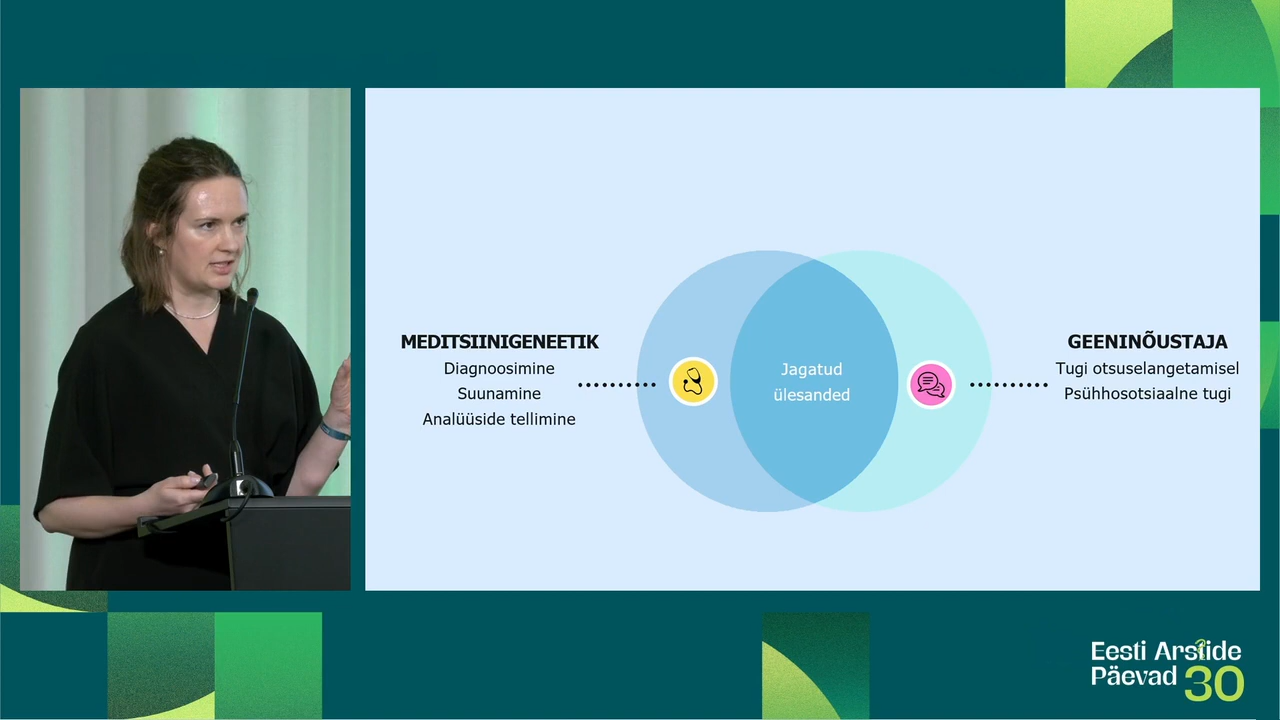 MEDITSIINIGENEETIK
Diagnoosimine
Suunamine
Analüüside tellimine
Jagatud
ülesanded
GEENINÕUSTAJA
Tugi otsuselangetamisel
Psühhosotsiaalne tugi
Eesti Arstide
Päevad 30